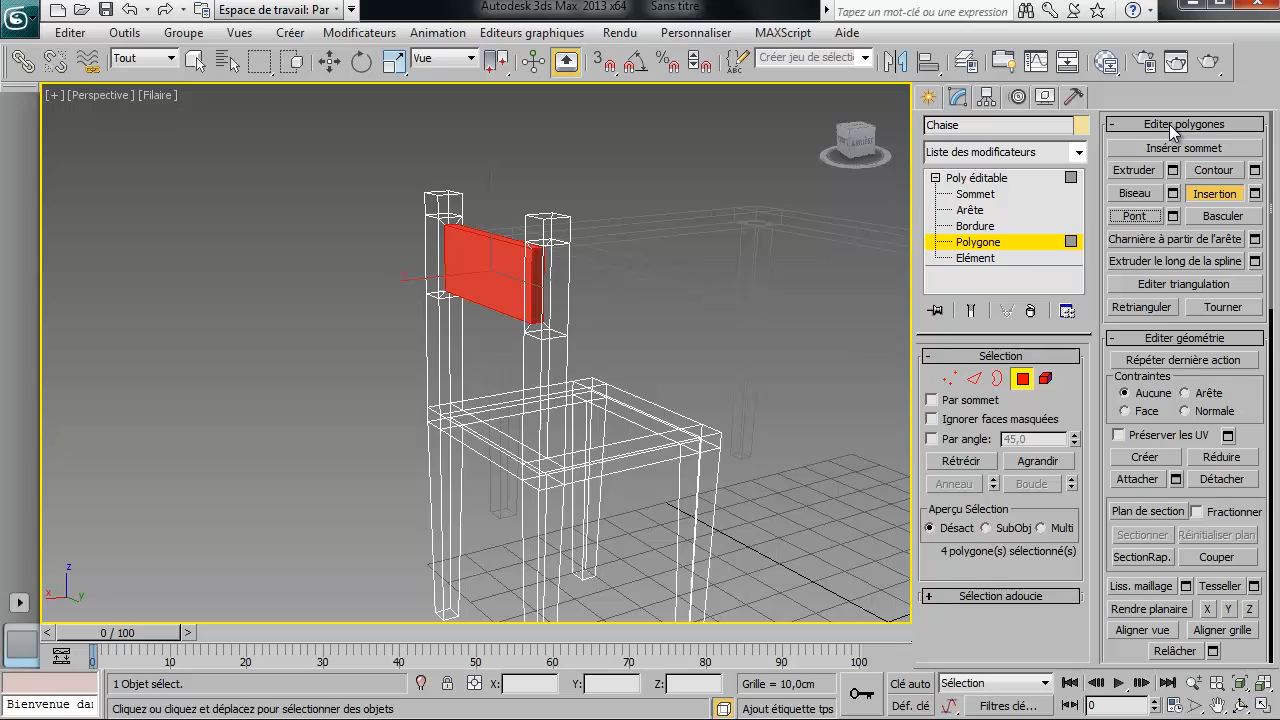 Espace de travail: Par
Autodesk 3ds Max 2013 x64
Sans titre
Tapez un mot-clé ou une expression
Editer
Outils
Groupe
Vues
Créer
Modificateurs
Animation
Editeurs graphiques
Rendu
Personnaliser
MAXScript
Aide
Tout
Vue
3
Créer jeu de sélectio
[+] [Perspective ] [Filaire ]
Chaise
Liste des modificateurs
Poly éditable
Sommet
Arête
Bordure
Polygone
Elément
- Sélection
Par sommet
Ignorer faces masquées
Par angle: 45,0
Rétrécir
Agrandir
Anneau
Boucle
Aperçu Sélection
Désact
SubObj
Multi
4 polygone(s) sélectionné(s)
+ Sélection adoucie
- Editer polygones
Insérer sommet
Extruder
Contour
Biseau
Insertion
Pont
Basculer
Charnière à partir de l'arête
Extruder le long de la spline
Editer triangulation
Retrianguler
Tourner
- Editer géométrie
Répéter dernière action
Contraintes
Aucune
Arête
Face
Normale
Préserver les UV
Créer
Réduire
Attacher
Détacher
Plan de section
Fractionner
Sectionner
Réinitialiser plan
SectionRap.
Couper
Liss. maillage
Tesseller
Rendre planaire
X
Y
Z
Aligner vue
Aligner grille
Relâcher
z
x
y
< 0 / 100 >
0 10 20 30 40 50 60 70 80 90 100
1 Objet sélect.
X:
Y:
Z:
Grille = 10,0cm
Clé auto
Sélection
Bienvenue dar
Cliquez ou cliquez et déplacez pour sélectionner des objets
Ajout étiquette tps
Déf. clé
Filtres clé...
0